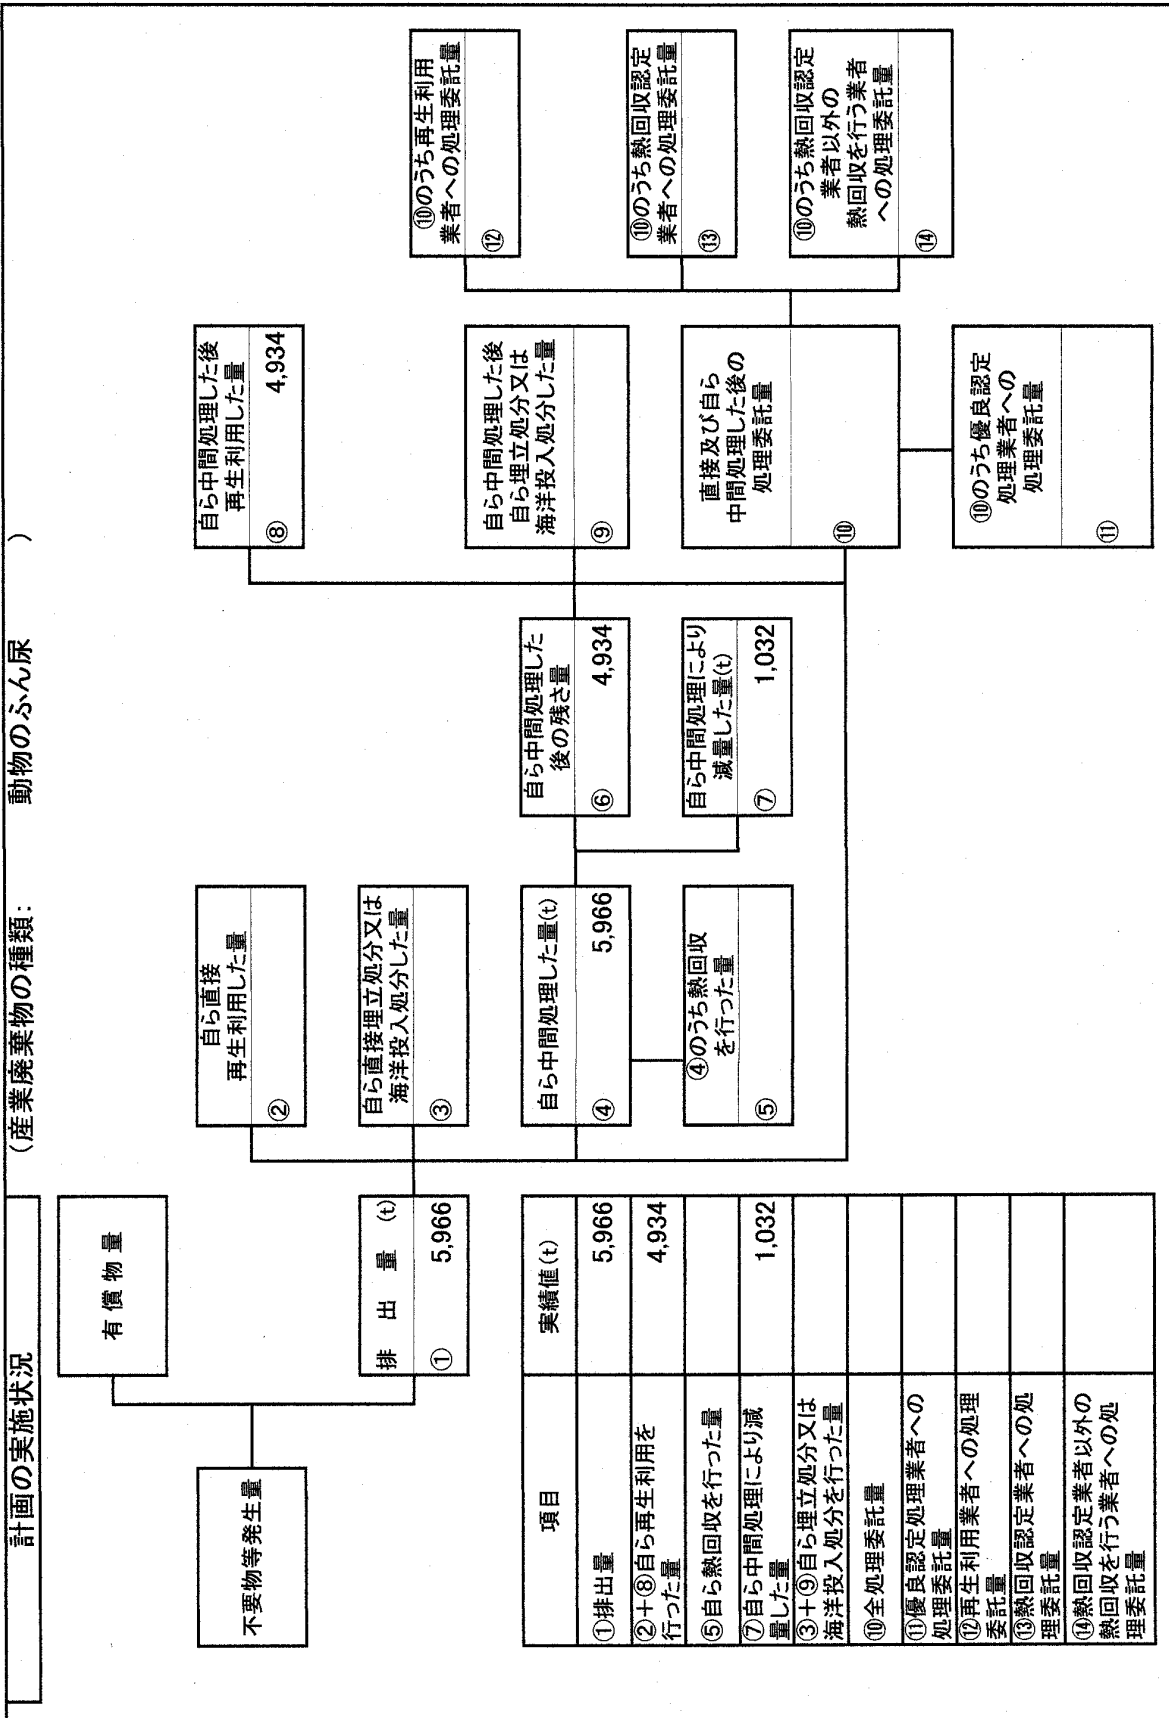 計画の実施状況
（産業廃棄物の種類： 動物のふん尿 ）
不要物等発生量
有償物量
排出量 (t)
① 5,966
自ら直接
再生利用した量
②
自ら直接埋立処分又は
海洋投入処分した量
③
自ら中間処理した量(t)
④ 5,966
④のうち熱回収
を行った量
⑤
自ら中間処理した
後の残さ量
⑥ 4,934
自ら中間処理により
減量した量(t)
⑦ 1,032
自ら中間処理した後
再生利用した量
⑧ 4,934
自ら中間処理した後
自ら埋立処分又は
海洋投入処分した量
⑨
直接及び自ら
中間処理した後の
処理委託量
⑩
⑩のうち優良認定
処理業者への
処理委託量
⑪
⑩のうち再生利用
業者への処理委託量
⑫
⑩のうち熱回収認定
業者への処理委託量
⑬
⑩のうち熱回収認定
業者以外の
熱回収を行う業者
への処理委託量
⑭
項目 実績値(t)
①排出量 5,966
②＋⑧自ら再生利用を
行った量 4,934
⑤自ら熱回収を行った量
⑦自ら中間処理により減
量した量 1,032
③＋⑨自ら埋立処分又は
海洋投入処分を行った量
⑩全処理委託量
⑪優良認定処理業者への
処理委託量
⑫再生利用業者への処理
委託量
⑬熱回収認定業者への処
理委託量
⑭熱回収認定業者以外の
熱回収を行う業者への処
理委託量